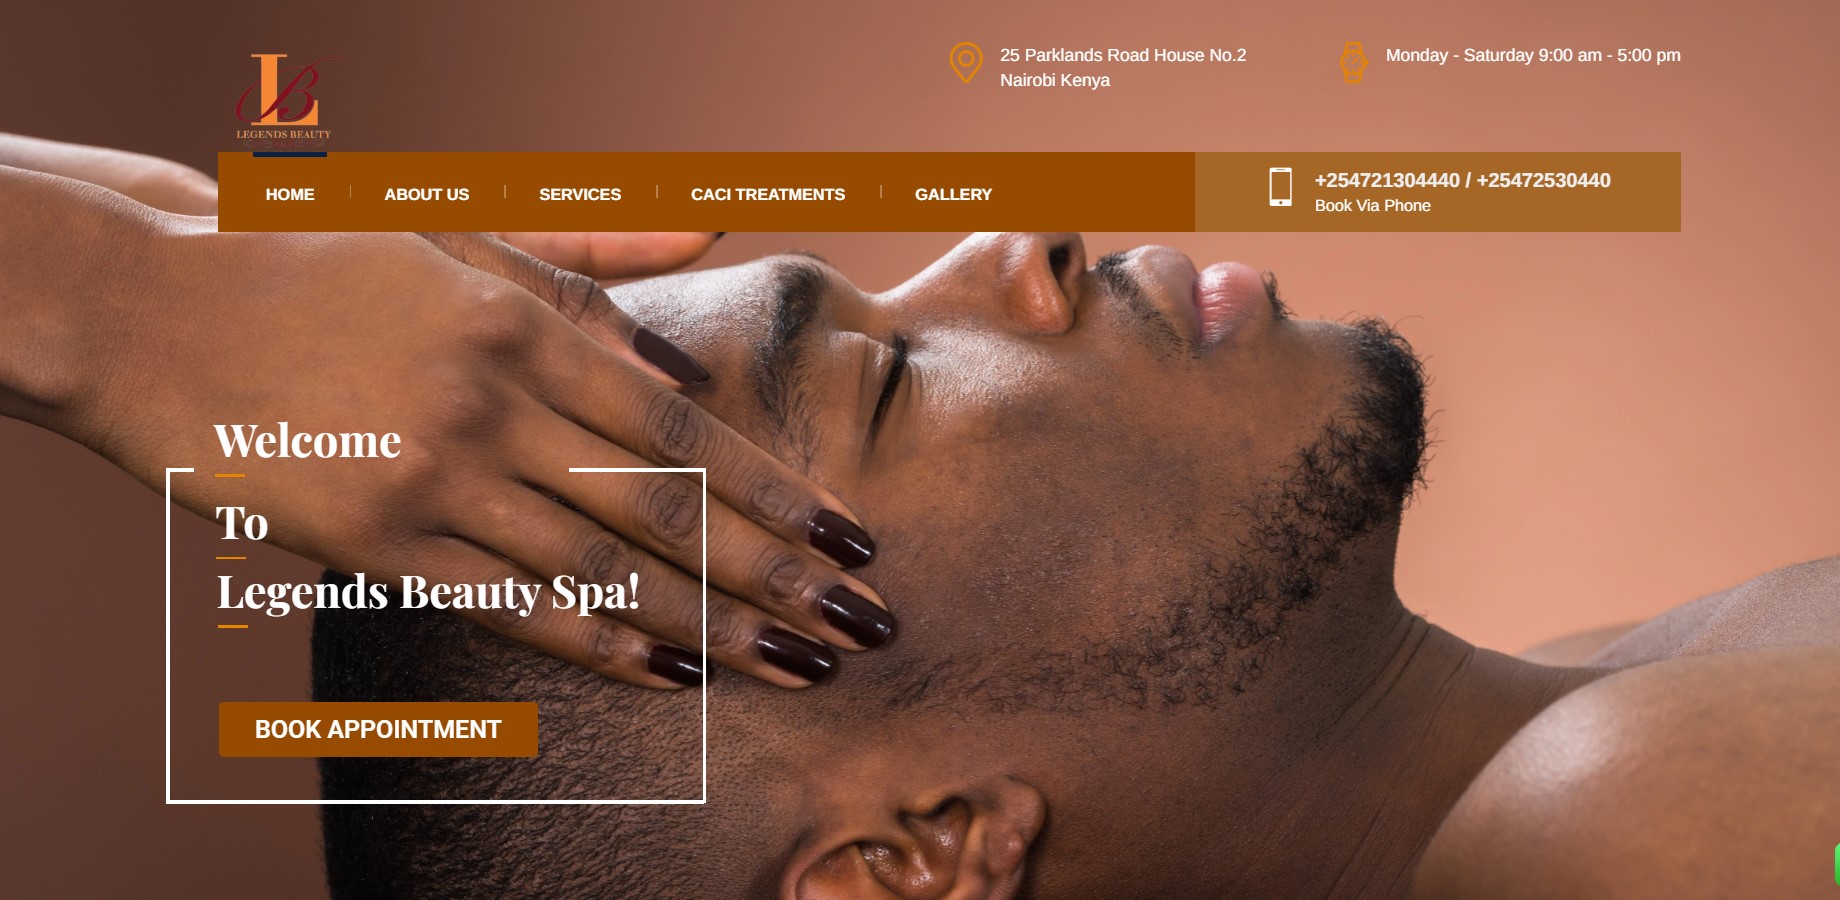 LB
LEGENDS BEAUTY
25 Parklands Road House No.2
Nairobi Kenya
Monday - Saturday 9:00 am - 5:00 pm
HOME
ABOUT US
SERVICES
CACI TREATMENTS
GALLERY
+254721304440 / +25472530440
Book Via Phone
Welcome
To
Legends Beauty Spa!
BOOK APPOINTMENT